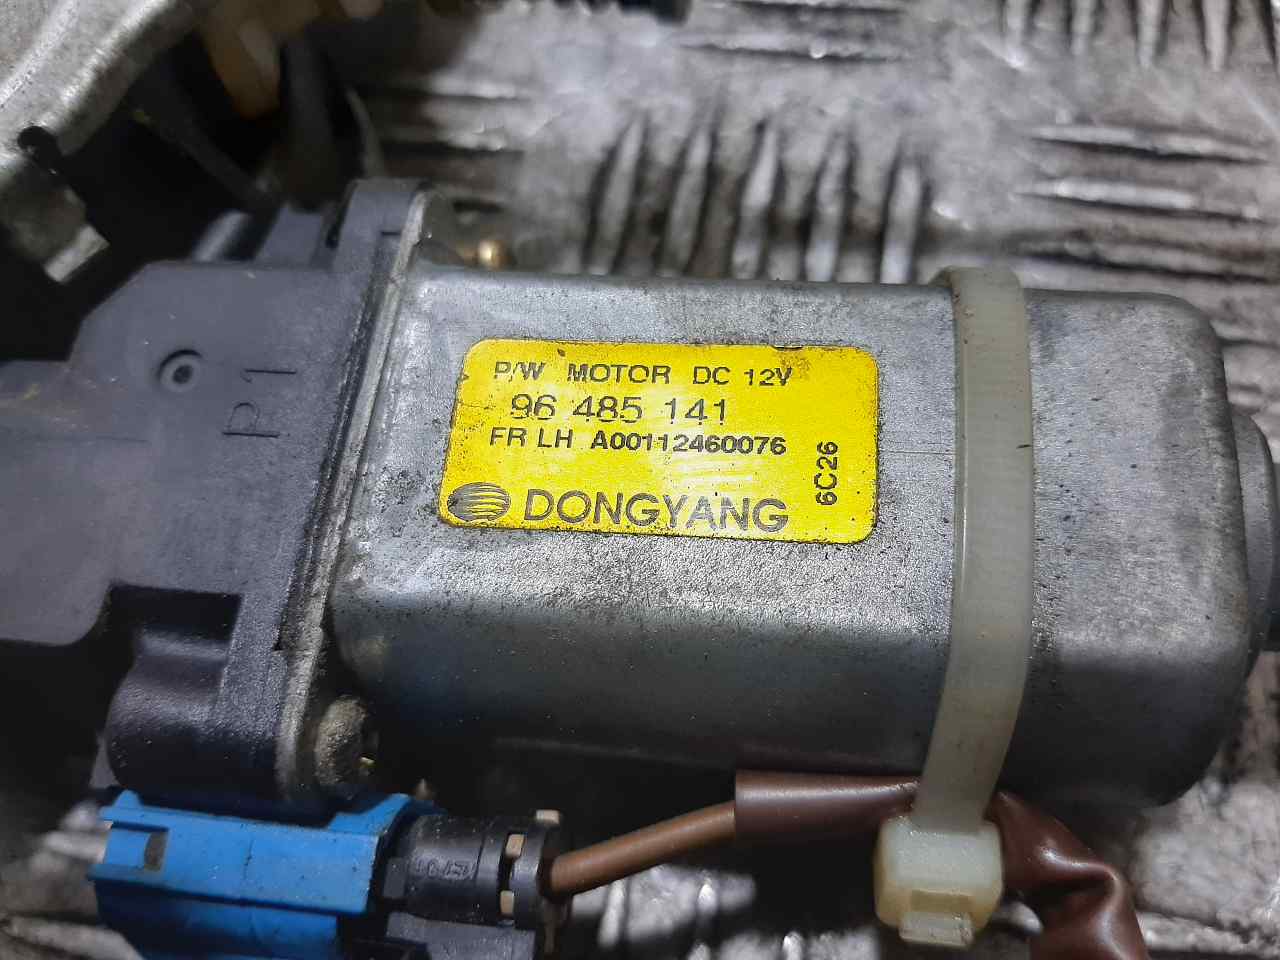 P/W MOTOR DC 12V
96 485 141
FR LH A00112460076
6C26
DONGYANG
P1